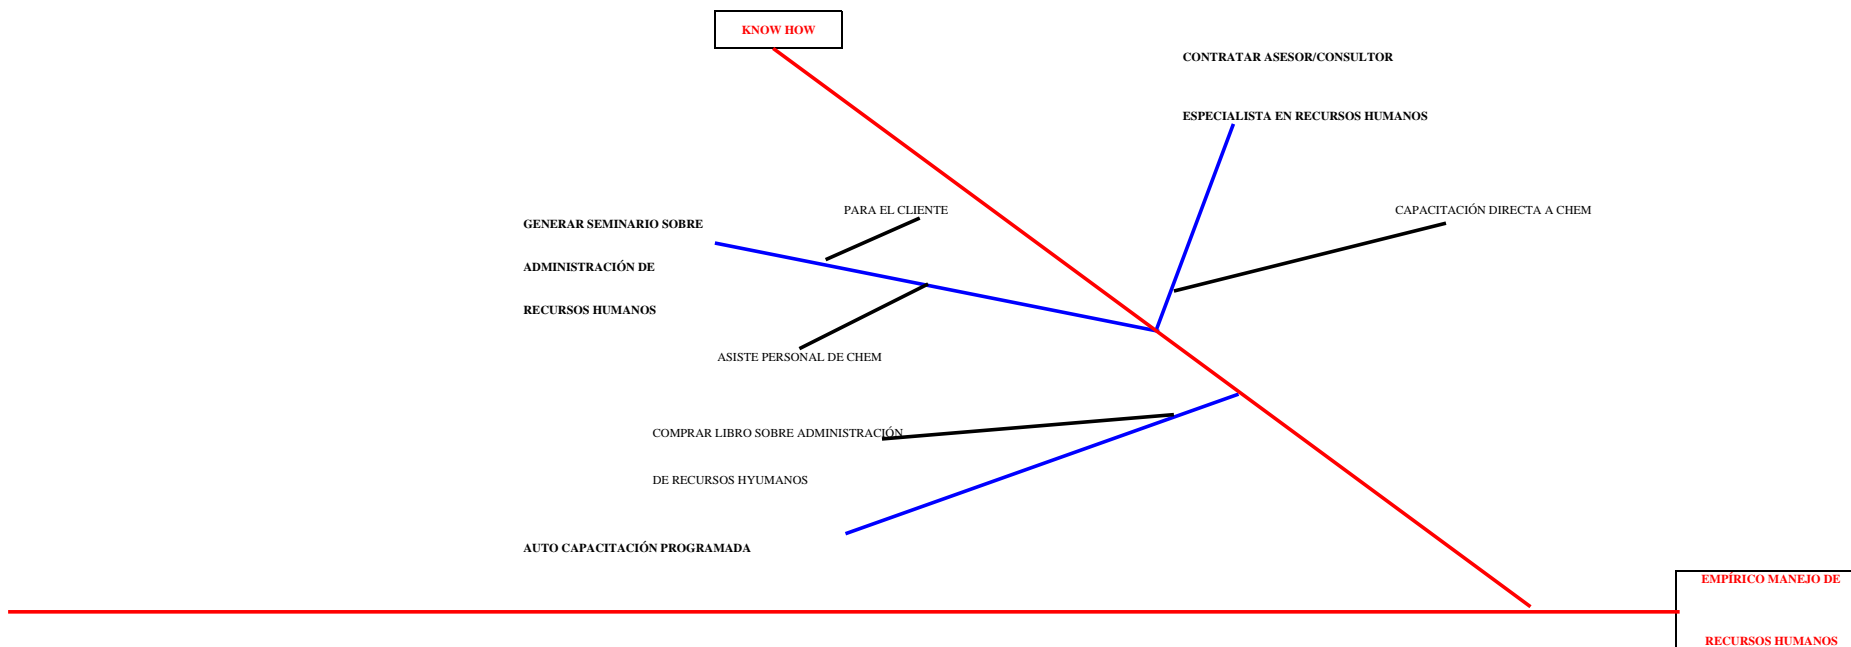 KNOW HOW
CONTRATAR ASESOR/CONSULTOR
ESPECIALISTA EN RECURSOS HUMANOS
PARA EL CLIENTE
CAPACITACIÓN DIRECTA A CHEM
GENERAR SEMINARIO SOBRE
ADMINISTRACIÓN DE
RECURSOS HUMANOS
ASISTE PERSONAL DE CHEM
COMPRAR LIBRO SOBRE ADMINISTRACIÓN
DE RECURSOS HYUMANOS
AUTO CAPACITACIÓN PROGRAMADA
EMPÍRICO MANEJO DE
RECURSOS HUMANOS